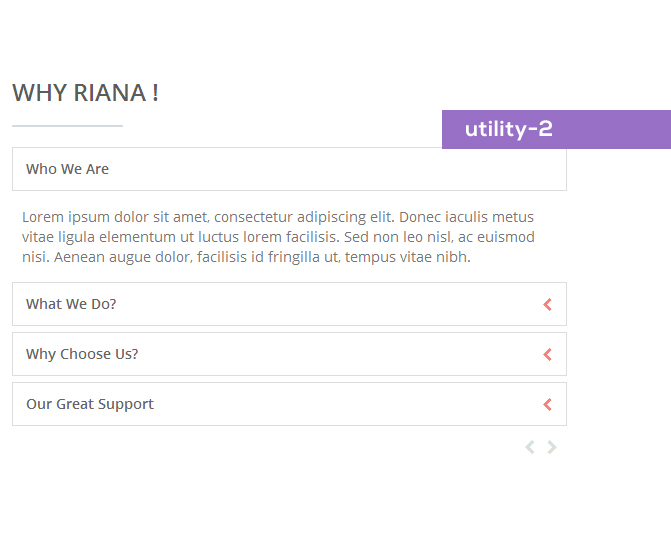 WHY RIANA !
utility-2
Who We Are
Lorem ipsum dolor sit amet, consectetur adipiscing elit. Donec iaculis metus
vitae ligula elementum ut luctus lorem facilisis. Sed non leo nisl, ac euismod
nisi. Aenean augue dolor, facilisis id fringilla ut, tempus vitae nibh.
What We Do?
Why Choose Us?
Our Great Support